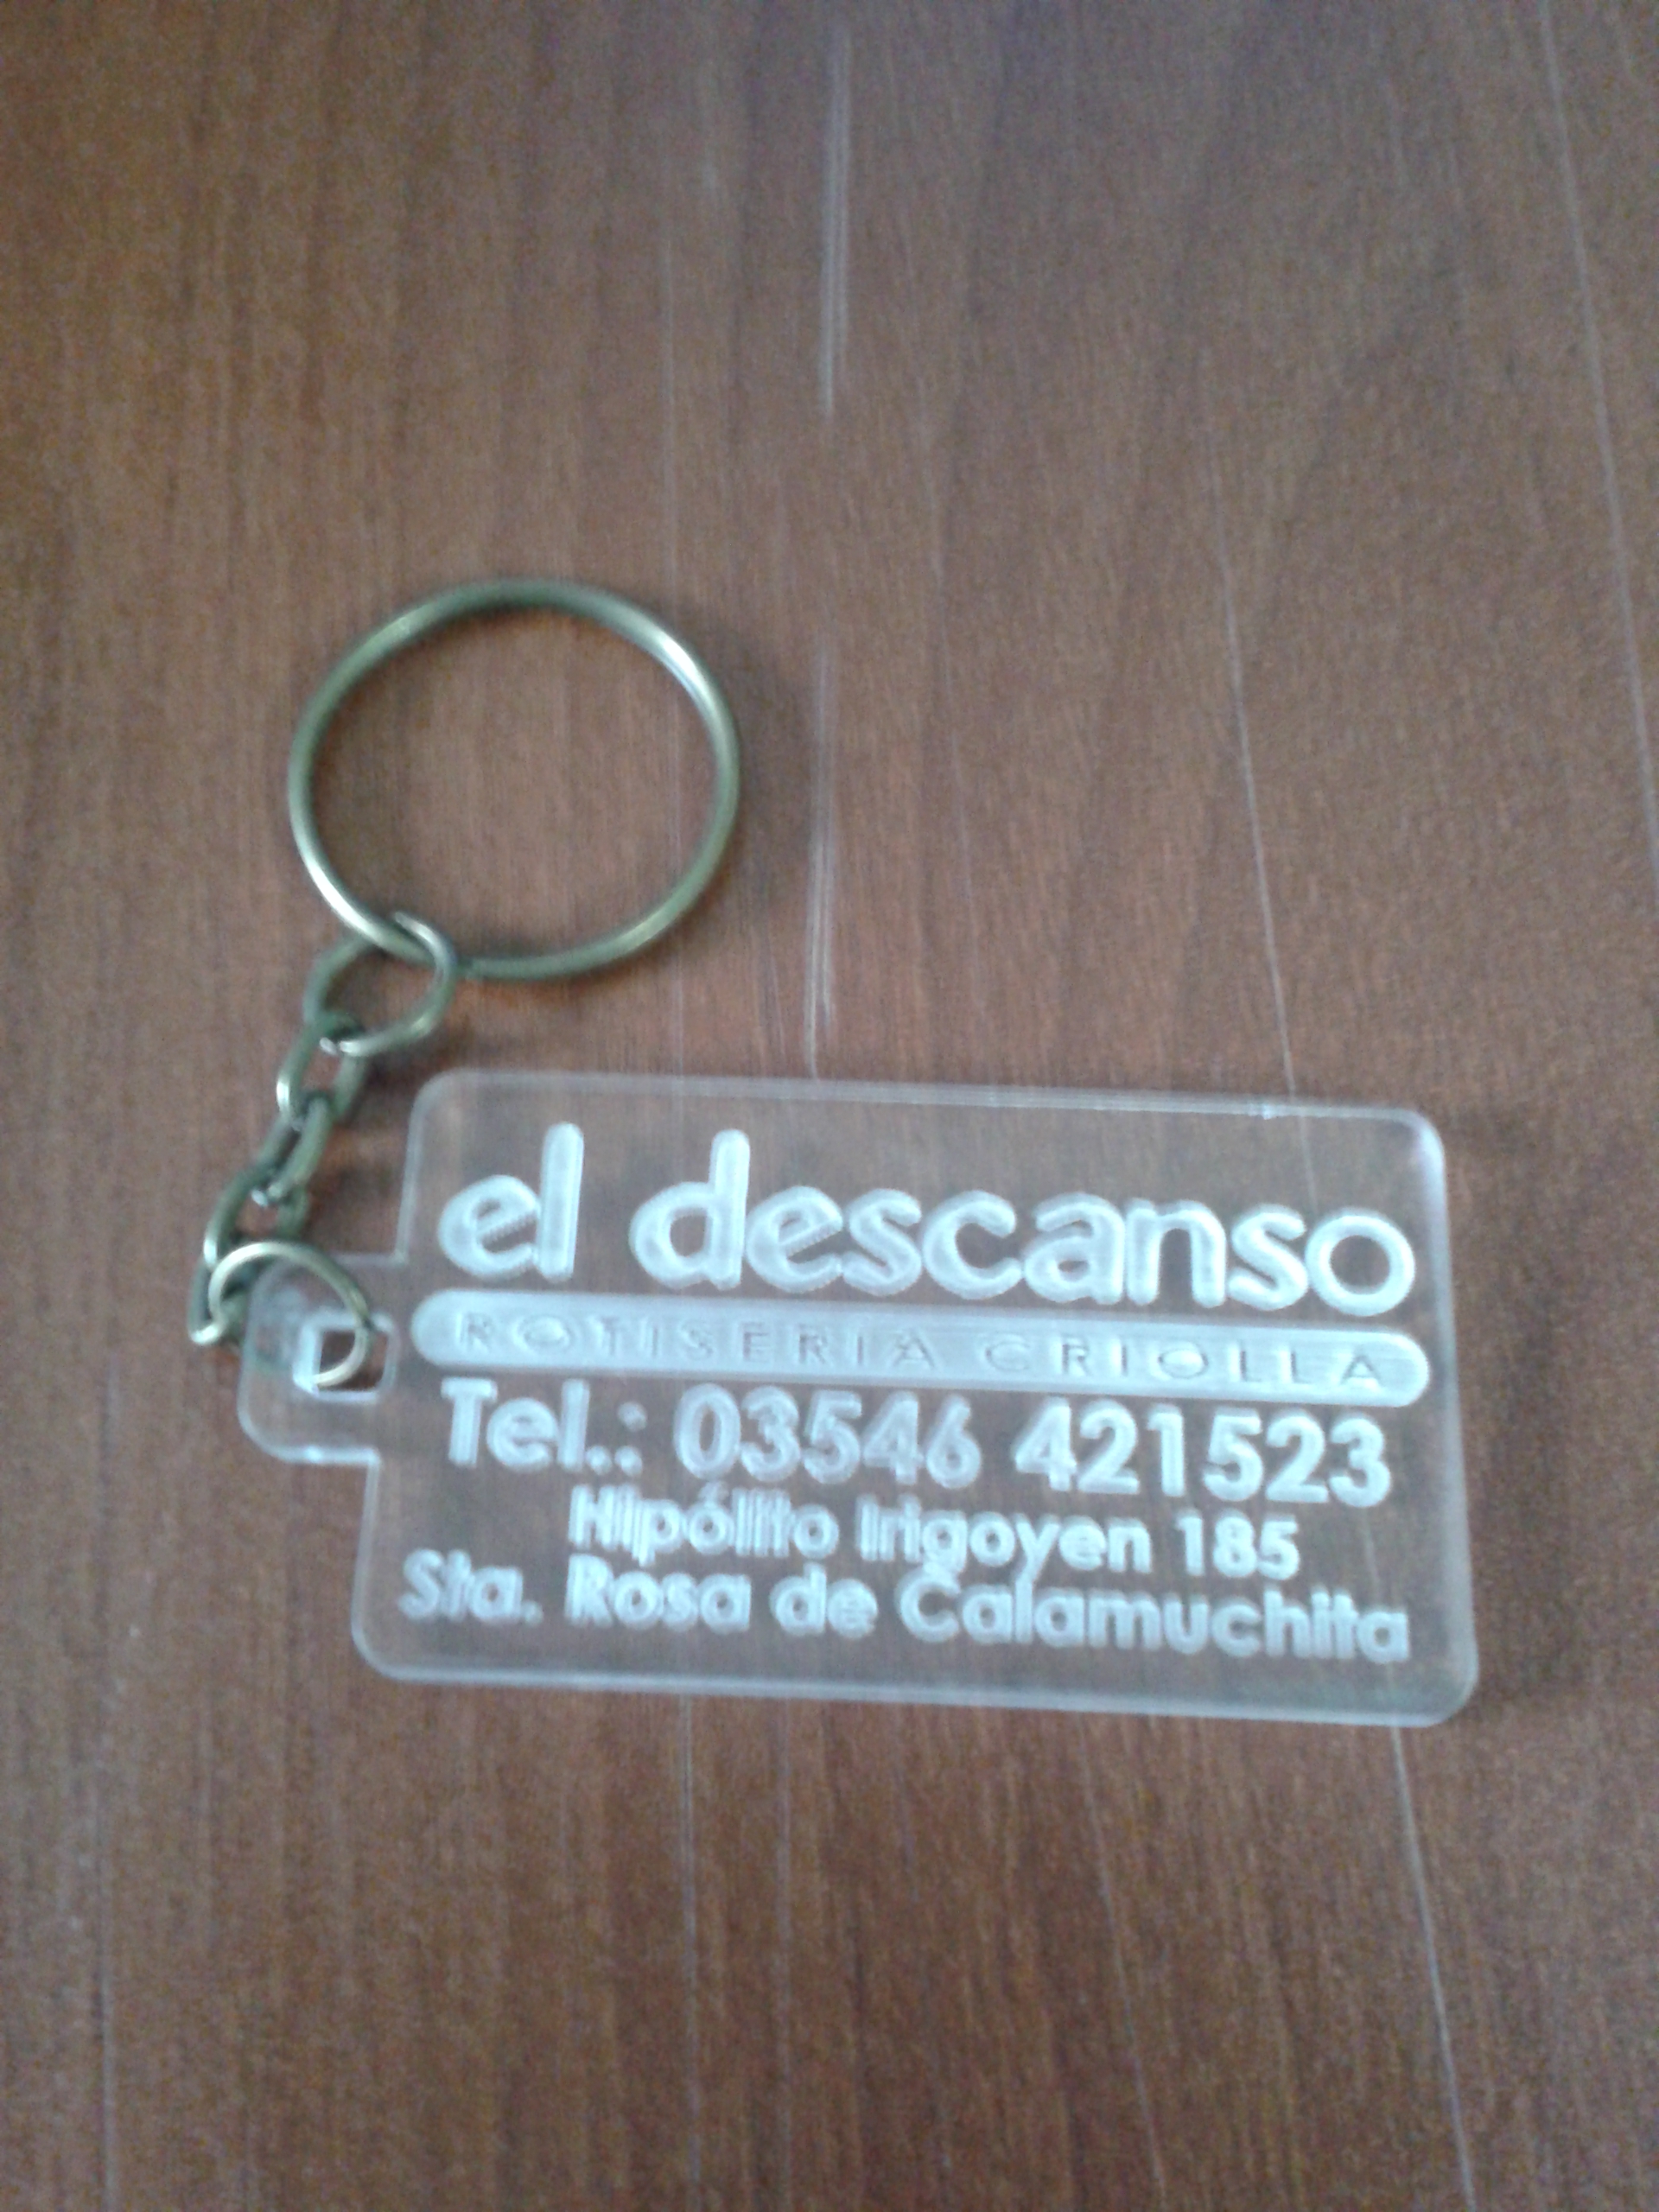 el descanso
ROTISERIA CRIOLLA
Tel.: 03546 421523
Hipólito Irigoyen 185
Sta. Rosa de Calamuchita